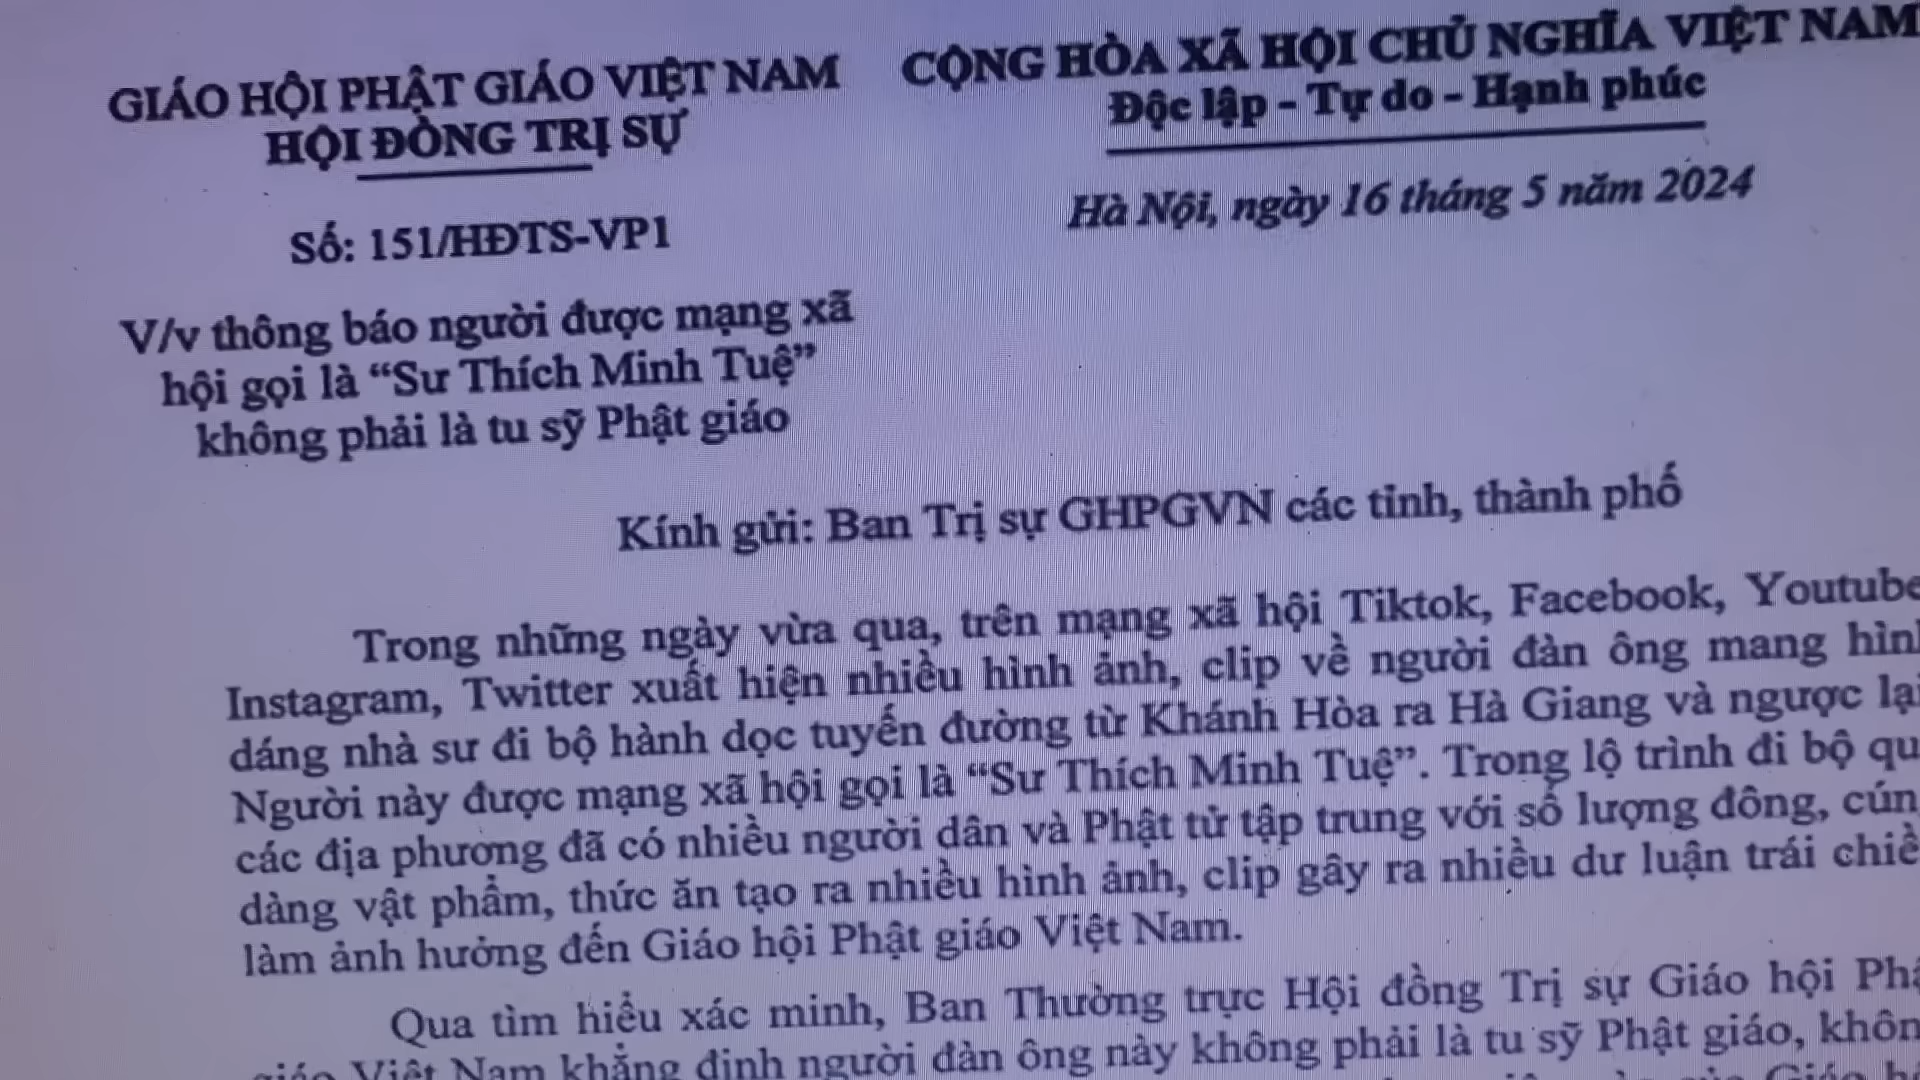 GIÁO HỘI PHẬT GIÁO VIỆT NAM
HỘI ĐỒNG TRỊ SỰ
Số: 151/HĐTS-VP1
V/v thông báo người được mạng xã
hội gọi là “Sư Thích Minh Tuệ”
không phải là tu sỹ Phật giáo
CỘNG HÒA XÃ HỘI CHỦ NGHĨA VIỆT NAM
Độc lập - Tự do - Hạnh phúc
Hà Nội, ngày 16 tháng 5 năm 2024
Kính gửi: Ban Trị sự GHPGVN các tỉnh, thành phố
Trong những ngày vừa qua, trên mạng xã hội Tiktok, Facebook, Youtube
Instagram, Twitter xuất hiện nhiều hình ảnh, clip về người đàn ông mang
dáng nhà sư đi bộ hành dọc tuyến đường từ Khánh Hòa ra Hà Giang và ngược lại
Người này được mạng xã hội gọi là “Sư Thích Minh Tuệ”. Trong lộ trình đi bộ
các địa phương đã có nhiều người dân và Phật tử tập trung với số lượng đông,
dàng vật phẩm, thức ăn tạo ra nhiều hình ảnh, clip gây ra nhiều dư luận trái
làm ảnh hưởng đến Giáo hội Phật giáo Việt Nam.
Qua tìm hiểu xác minh, Ban Thường trực Hội đồng Trị sự Giáo hội
giáo Việt Nam khẳng định người đàn ông này không phải là tu sỹ Phật giáo,